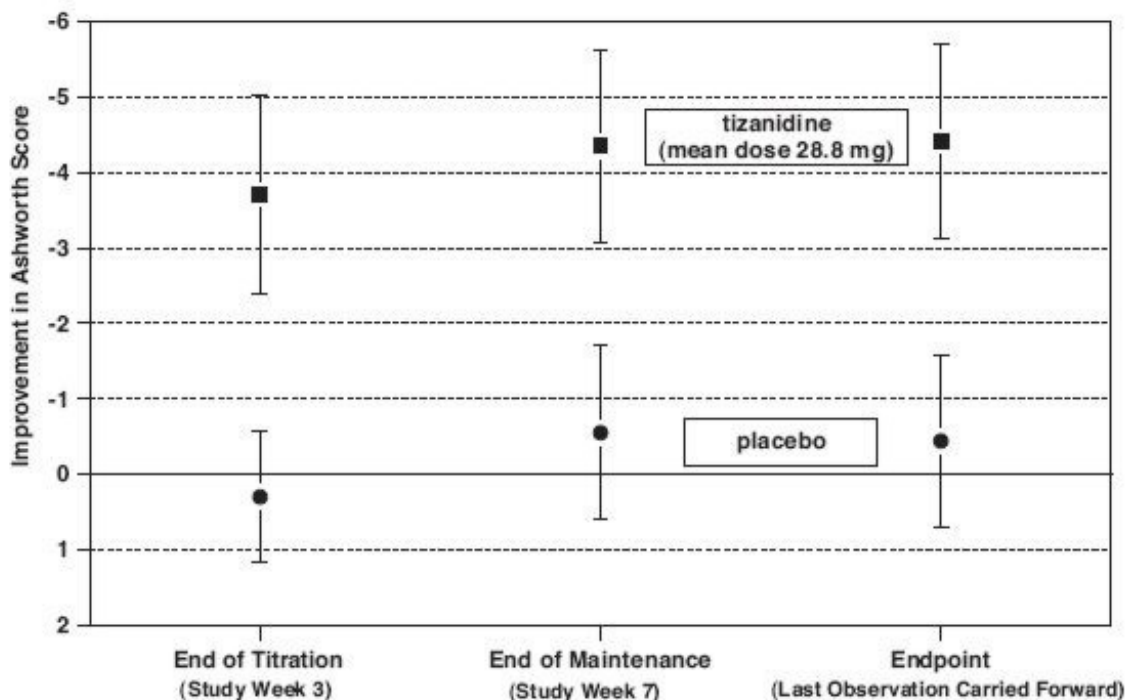 Improvement in Ashworth Score
-6
-5
-4
-3
-2
-1
0
1
2
tizanidine
(mean dose 28.8 mg)
placebo
End of Titration
(Study Week 3)
End of Maintenance
(Study Week 7)
Endpoint
(Last Observation Carried Forward)